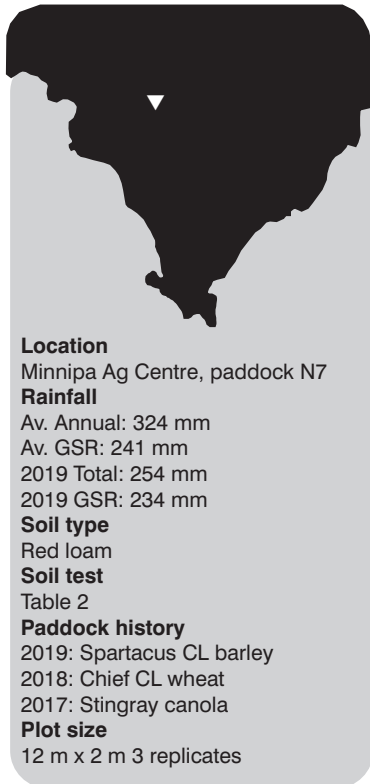 Location
Minnipa Ag Centre, paddock N7
Rainfall
Av. Annual: 324 mm
Av. GSR: 241 mm
2019 Total: 254 mm
2019 GSR: 234 mm
Soil type
Red loam
Soil test
Table 2
Paddock history
2019: Spartacus CL barley
2018: Chief CL wheat
2017: Stingray canola
Plot size
12 m x 2 m 3 replicates